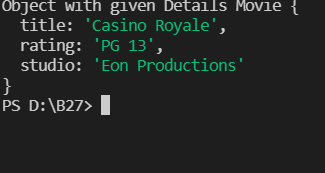 Object with given Details Movie {
  title: 'Casino Royale',
  rating: 'PG 13',
  studio: 'Eon Productions'
}
PS D:\B27>